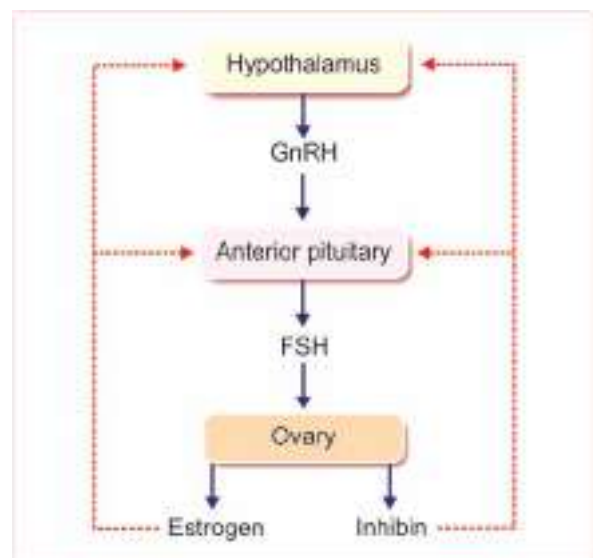 Hypothalamus
GnRH
Anterior pituitary
FSH
Ovary
Estrogen Inhibin